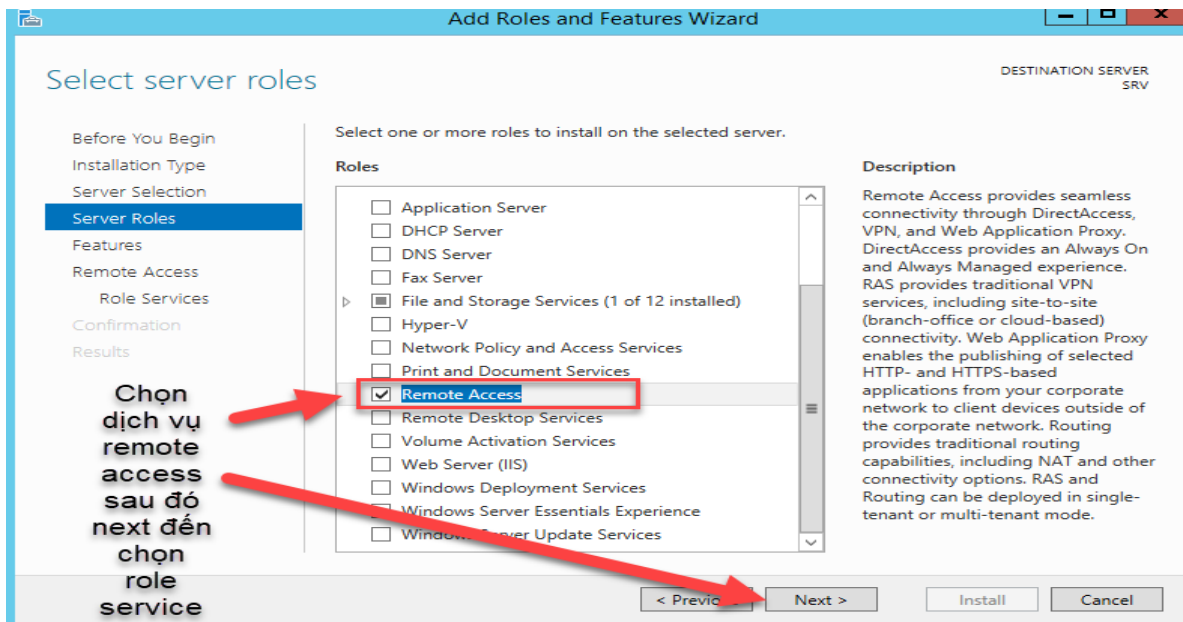 Add Roles and Features Wizard
Select server roles
DESTINATION SERVER
SRV
Before You Begin
Installation Type
Server Selection
Server Roles
Features
Remote Access
Role Services
Confirmation
Results
Chọn
dịch vụ
remote
access
sau đó
next đến
chọn
role
service
Select one or more roles to install on the selected server.
Roles
Application Server
DHCP Server
DNS Server
Fax Server
File and Storage Services (1 of 12 installed)
Hyper-V
Network Policy and Access Services
Print and Document Services
Remote Access
Remote Desktop Services
Volume Activation Services
Web Server (IIS)
Windows Deployment Services
Windows Server Essentials Experience
Windows Server Update Services
Description
Remote Access provides seamless
connectivity through DirectAccess,
VPN, and Web Application Proxy.
DirectAccess provides an Always On
and Always Managed experience.
RAS provides traditional VPN
services, including site-to-site
(branch-office or cloud-based)
connectivity. Web Application Proxy
enables the publishing of selected
HTTP- and HTTPS-based
applications from your corporate
network to client devices outside of
the corporate network. Routing
provides traditional routing
capabilities, including NAT and other
connectivity options. RAS and
Routing can be deployed in single-
tenant or multi-tenant mode.
< Previous
Next >
Install
Cancel